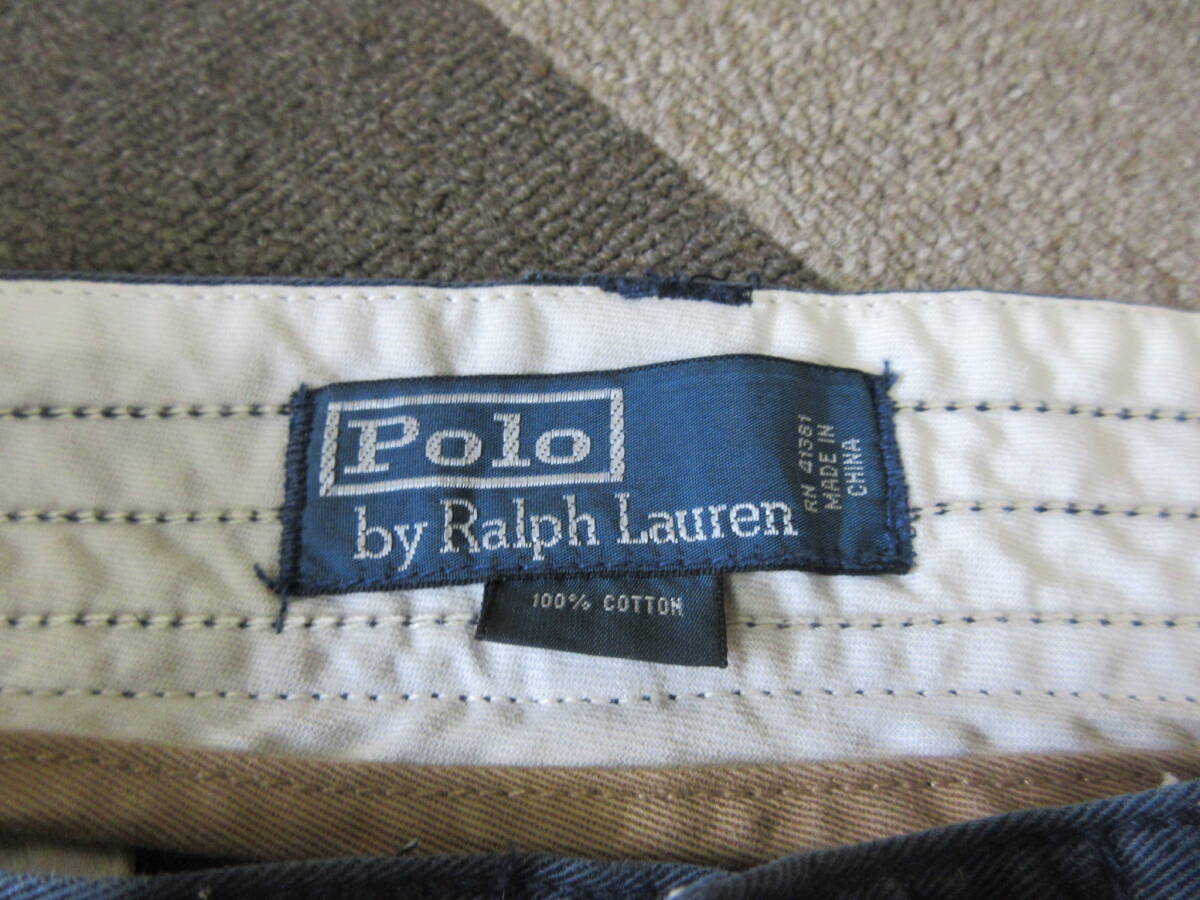 Polo
by Ralph Lauren
RN 41381
MADE IN
CHINA
100% COTTON